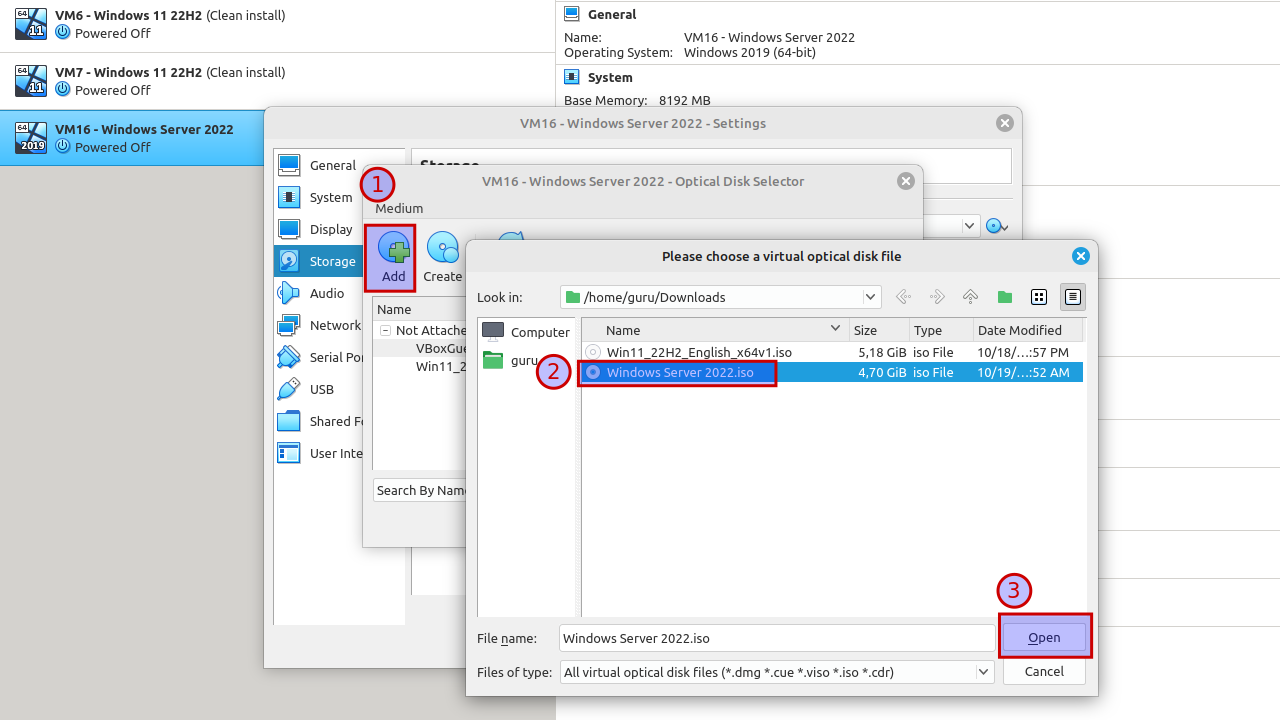 64
11
VM6 - Windows 11 22H2 (Clean install)
Powered Off
64
11
VM7 - Windows 11 22H2 (Clean install)
Powered Off
64
2019
VM16 - Windows Server 2022
Powered Off
General
Name: VM16 - Windows Server 2022
Operating System: Windows 2019 (64-bit)
System
Base Memory: 8192 MB
VM16 - Windows Server 2022 - Settings
General
System
Display
Storage
Audio
Network
Serial Por
USB
Shared Fo
User Inte
Storage
1
VM16 - Windows Server 2022 - Optical Disk Selector
Medium
Add
Create
Name
Not Attache
VBoxGue
Win11_2
Search By Name
Please choose a virtual optical disk file
Look in: /home/guru/Downloads
Computer
guru
Name Size Type Date Modified
Win11_22H2_English_x64v1.iso 5,18 GiB iso File 10/18/...:57 PM
2
Windows Server 2022.iso 4,70 GiB iso File 10/19/...:52 AM
3
File name: Windows Server 2022.iso
Open
Files of type: All virtual optical disk files (*.dmg *.cue *.viso *.iso *.cdr)
Cancel